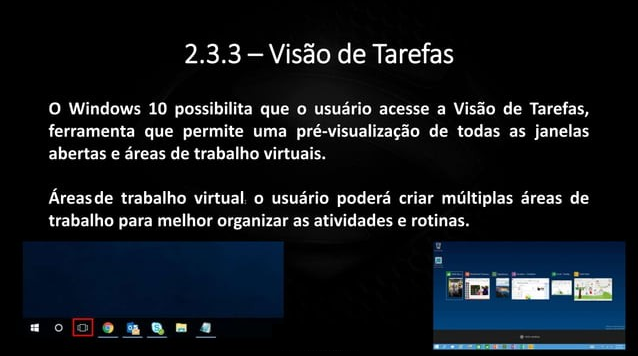 2.3.3 – Visão de Tarefas
O Windows 10 possibilita que o usuário acesse a Visão de Tarefas,
ferramenta que permite uma pré-visualização de todas as janelas
abertas e áreas de trabalho virtuais.
Áreas de trabalho virtual: o usuário poderá criar múltiplas áreas de
trabalho para melhor organizar as atividades e rotinas.